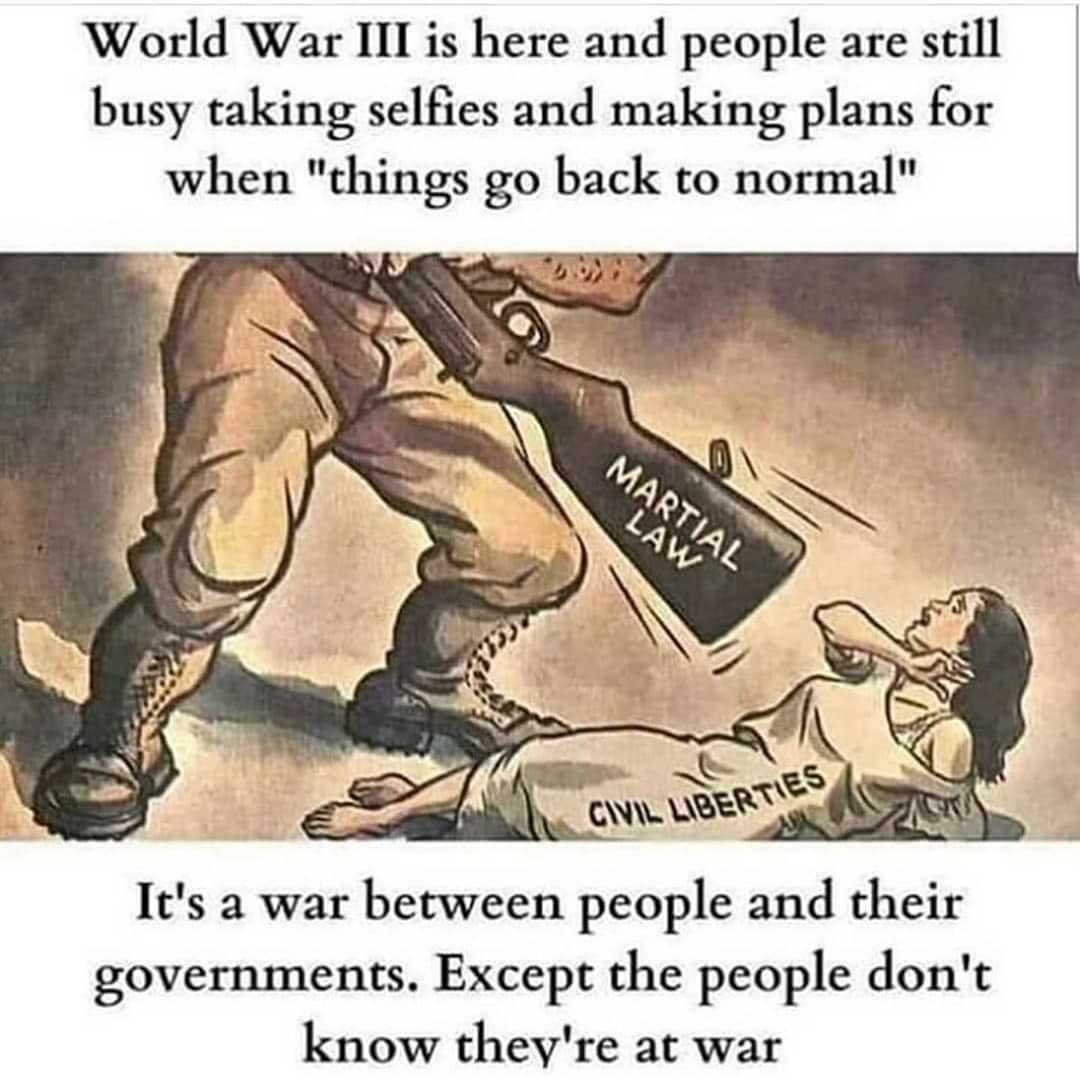 World War III is here and people are still
busy taking selfies and making plans for
when "things go back to normal"
MARTIAL
LAW
CIVIL LIBERTIES
It's a war between people and their
governments. Except the people don't
know they're at war